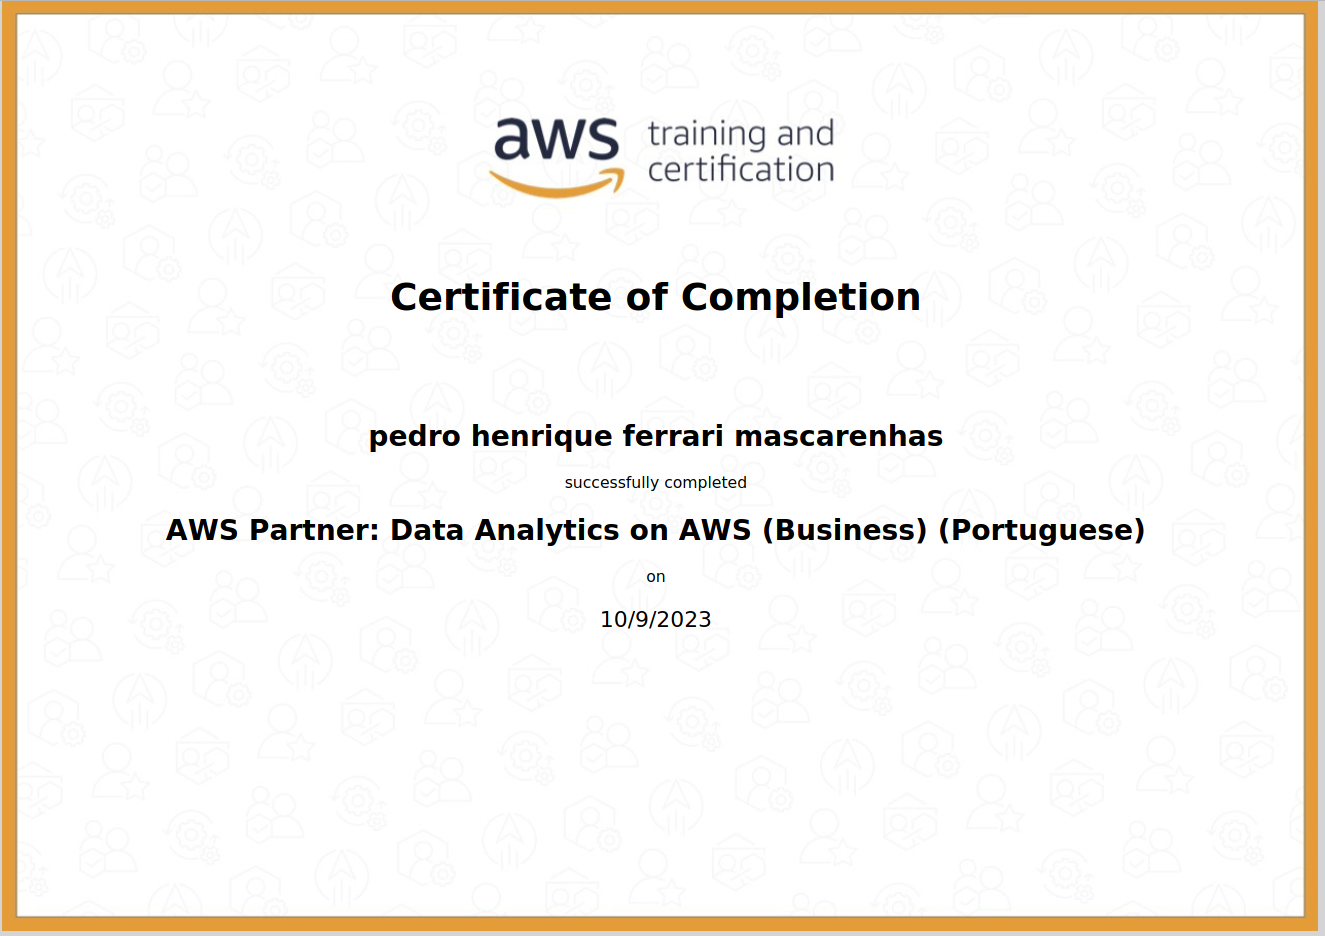 aws training and
certification
Certificate of Completion
pedro henrique ferrari mascarenhas
successfully completed
AWS Partner: Data Analytics on AWS (Business) (Portuguese)
on
10/9/2023